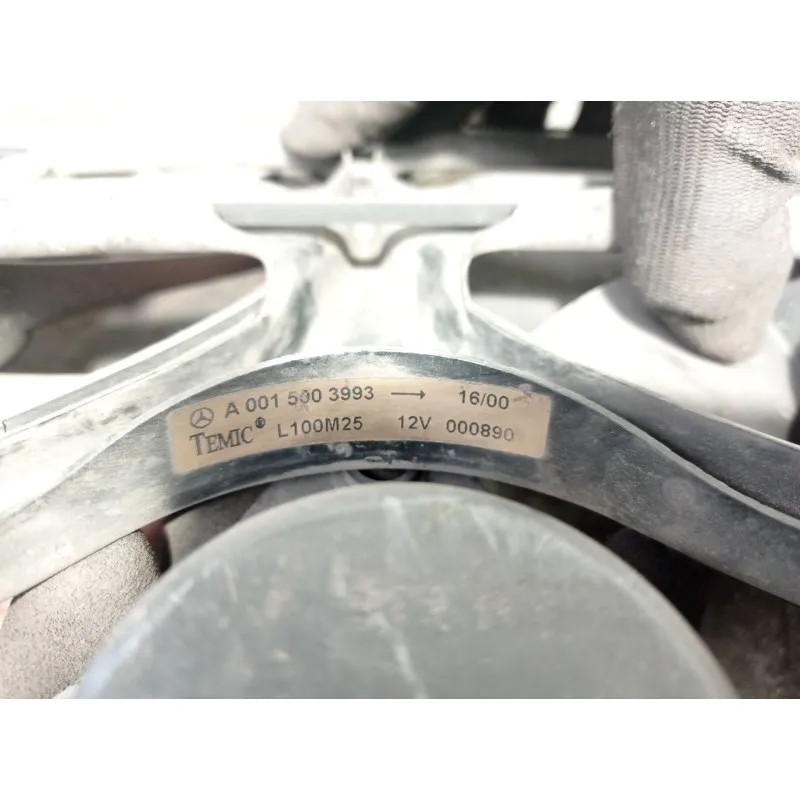 A 001 500 3993 → 16/00
TEMIC® L100M25 12V 000890